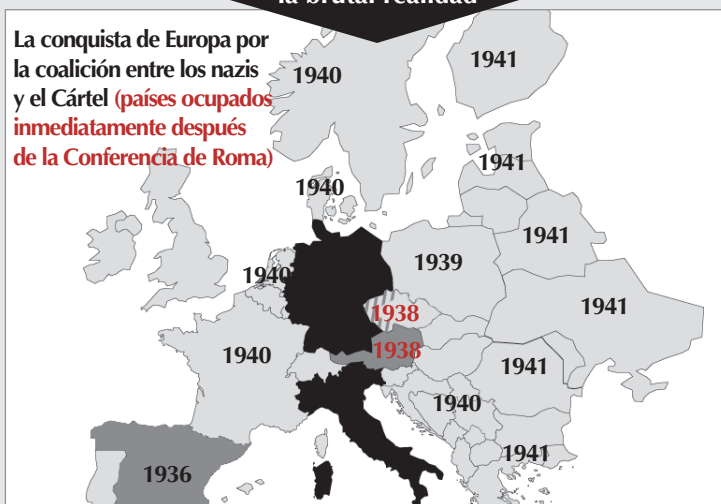 la brutal realidad
La conquista de Europa por
la coalición entre los nazis
y el Cártel (países ocupados
inmediatamente después
de la Conferencia de Roma)
1940
1941
1940
1941
1940
1939
1941
1938
1941
1940
1938
1941
1940
1941
1936